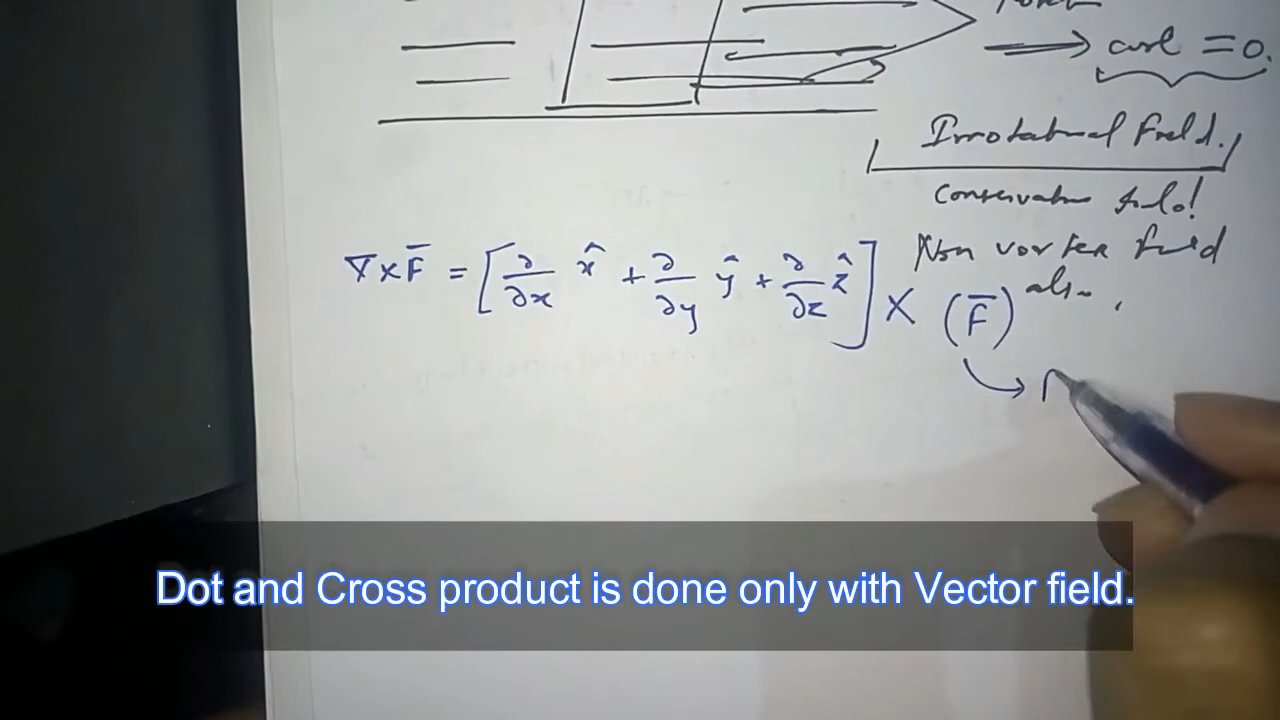 ⟹ curl = 0.
Irrotational Field.
Conservative field!
Non vortex field
also,
∇×F̄ = [∂/∂x x̂ + ∂/∂y ŷ + ∂/∂z ẑ] × (F̄)
Dot and Cross product is done only with Vector field.